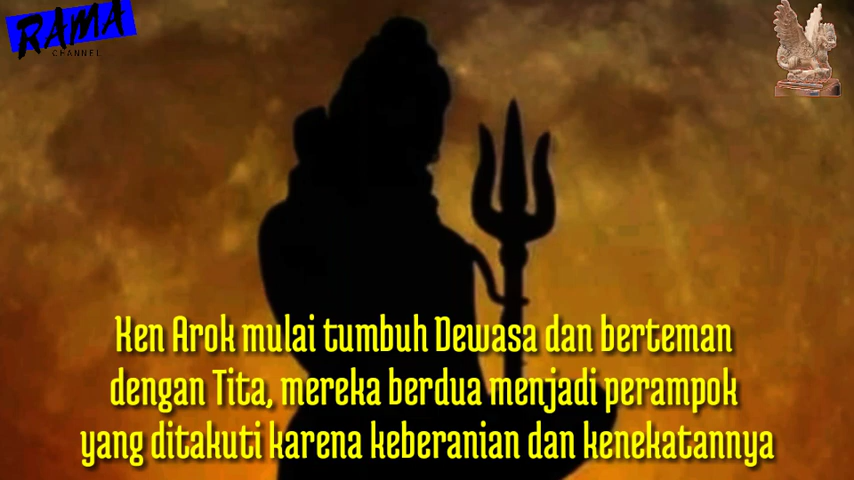 RAMA
CHANNEL
Ken Arok mulai tumbuh Dewasa dan berteman
dengan Tita, mereka berdua menjadi perampok
yang ditakuti karena keberanian dan kenekatannya